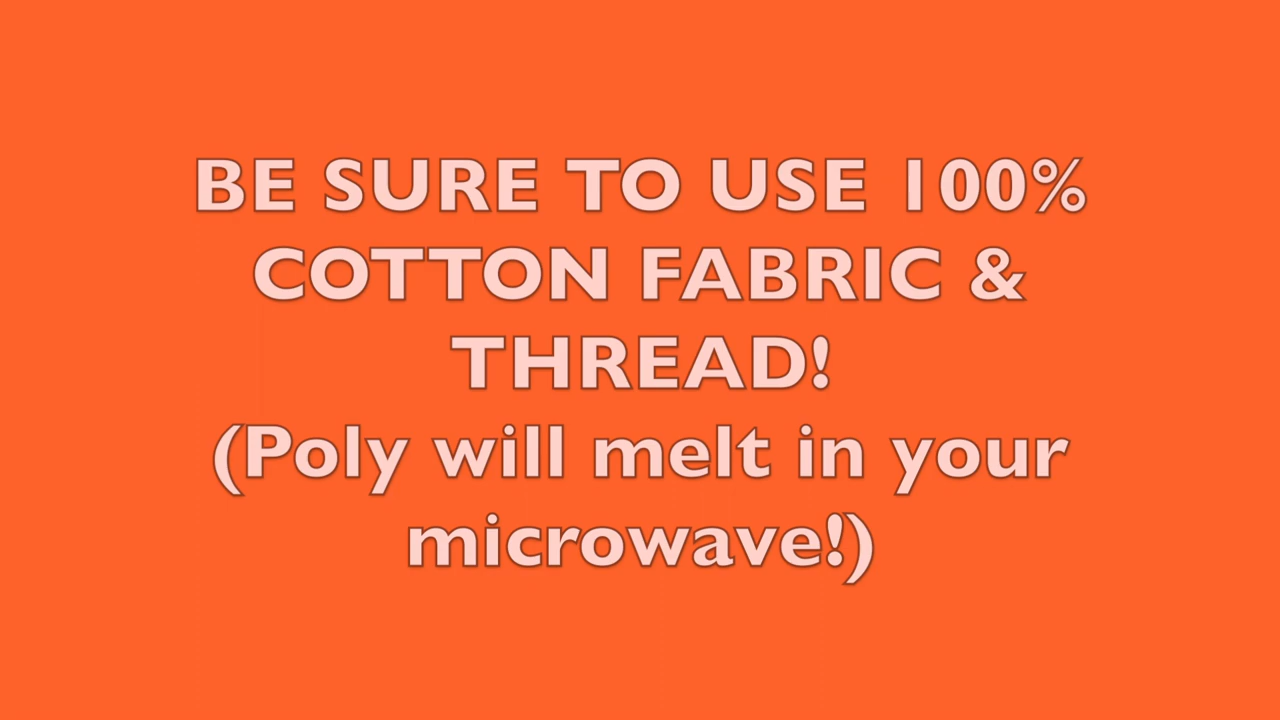 BE SURE TO USE 100%
COTTON FABRIC &
THREAD!
(Poly will melt in your
microwave!)